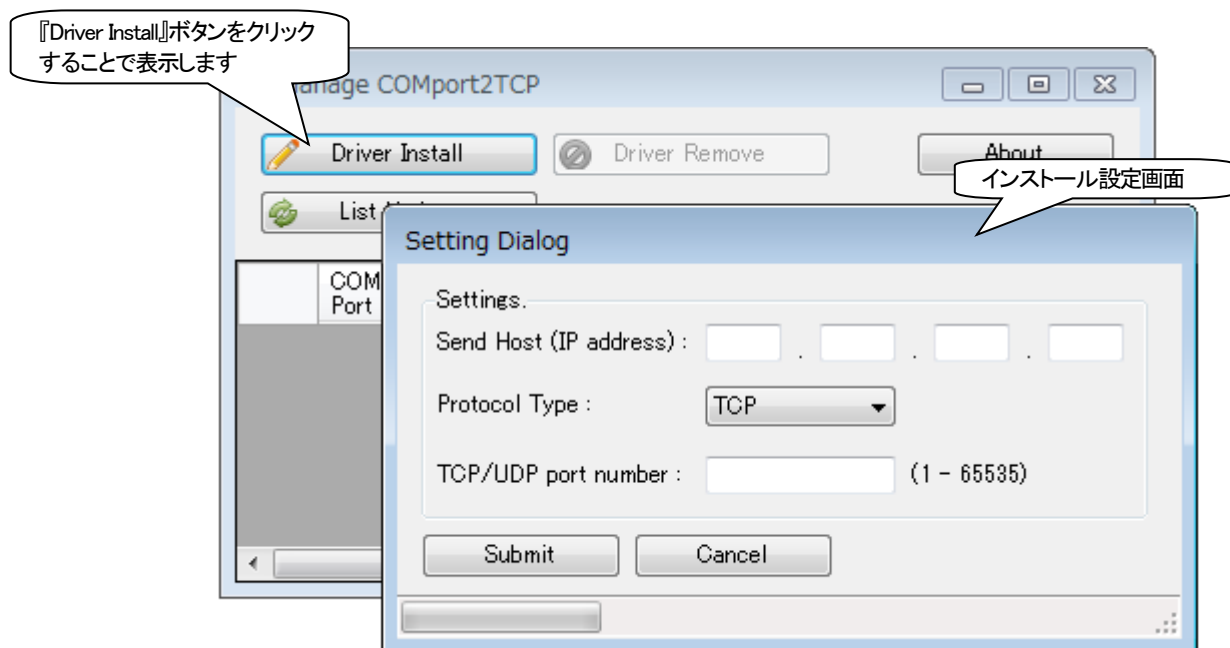 『Driver Install』ボタンをクリック
することで表示します
anage COMport2TCP
Driver Install
Driver Remove
About
インストール設定画面
List
Setting Dialog
COM
Port
Settings.
Send Host (IP address) :
. . .
Protocol Type :
TCP
TCP/UDP port number :
(1 - 65535)
Submit
Cancel